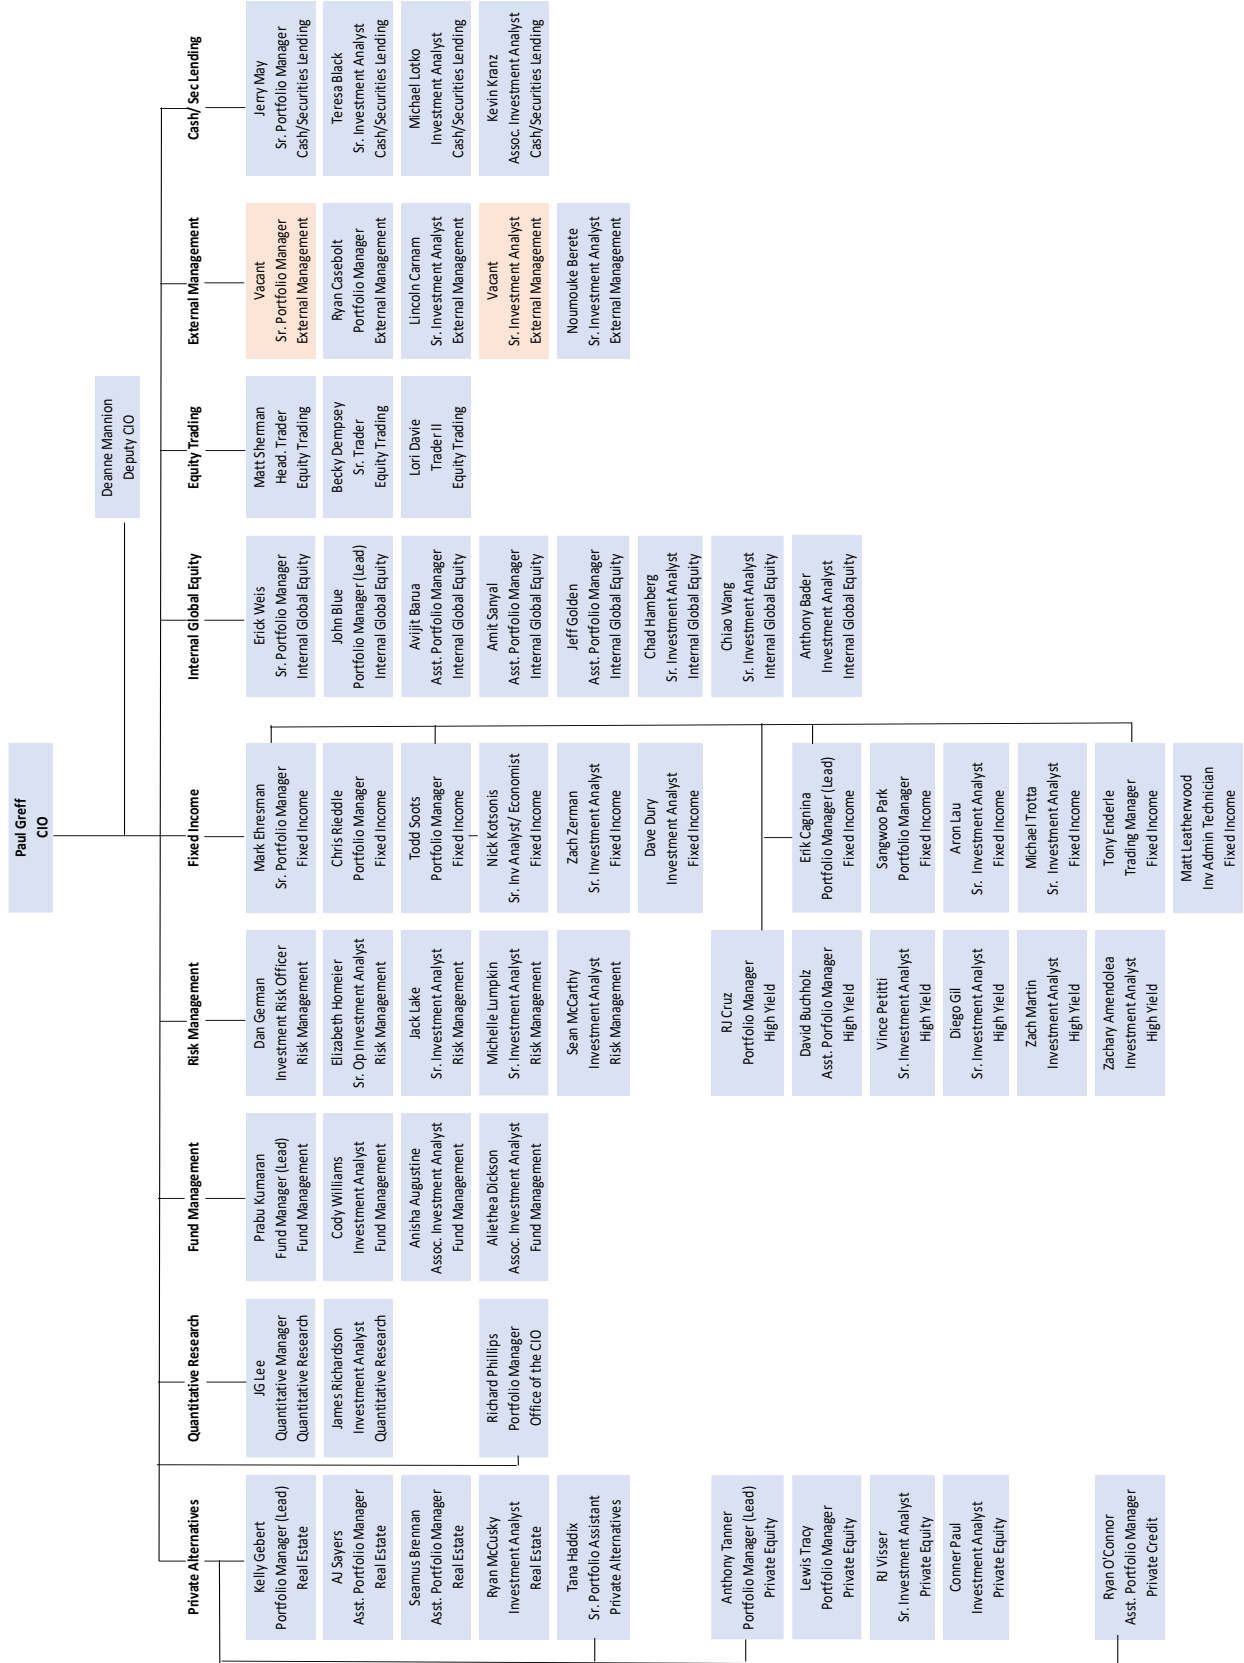 Paul Greff
CIO
Deanne Mannion
Deputy CIO
Private Alternatives
Kelly Gebert
Portfolio Manager (Lead)
Real Estate
AJ Sayers
Asst. Portfolio Manager
Real Estate
Seamus Brennan
Asst. Portfolio Manager
Real Estate
Ryan McCusky
Investment Analyst
Real Estate
Tana Haddix
Sr. Portfolio Assistant
Private Alternatives
Anthony Tanner
Portfolio Manager (Lead)
Private Equity
Lewis Tracy
Portfolio Manager
Private Equity
RJ Visser
Sr. Investment Analyst
Private Equity
Conner Paul
Investment Analyst
Private Equity
Ryan O'Connor
Asst. Portfolio Manager
Private Credit
Quantitative Research
JG Lee
Quantitative Manager
Quantitative Research
James Richardson
Investment Analyst
Quantitative Research
Richard Phillips
Portfolio Manager
Office of the CIO
Fund Management
Prabu Kumaran
Fund Manager (Lead)
Fund Management
Cody Williams
Investment Analyst
Fund Management
Anisha Augustine
Assoc. Investment Analyst
Fund Management
Aliethea Dickson
Assoc. Investment Analyst
Fund Management
Risk Management
Dan German
Investment Risk Officer
Risk Management
Elizabeth Homeier
Sr. Op Investment Analyst
Risk Management
Jack Lake
Sr. Investment Analyst
Risk Management
Michelle Lumpkin
Sr. Investment Analyst
Risk Management
Sean McCarthy
Investment Analyst
Risk Management
RJ Cruz
Portfolio Manager
High Yield
David Buchholz
Asst. Porfolio Manager
High Yield
Vince Petitti
Sr. Investment Analyst
High Yield
Diego Gil
Sr. Investment Analyst
High Yield
Zach Martin
Investment Analyst
High Yield
Zachary Amendolea
Investment Analyst
High Yield
Fixed Income
Mark Ehresman
Sr. Portfolio Manager
Fixed Income
Chris Rieddle
Portfolio Manager
Fixed Income
Todd Soots
Portfolio Manager
Fixed Income
Nick Kotsonis
Sr. Inv Analyst/ Economist
Fixed Income
Zach Zerman
Sr. Investment Analyst
Fixed Income
Dave Dury
Investment Analyst
Fixed Income
Erik Cagnina
Portfolio Manager (Lead)
Fixed Income
Sangwoo Park
Portfolio Manager
Fixed Income
Aron Lau
Sr. Investment Analyst
Fixed Income
Michael Trotta
Sr. Investment Analyst
Fixed Income
Tony Enderle
Trading Manager
Fixed Income
Matt Leatherwood
Inv Admin Technician
Fixed Income
Internal Global Equity
Erick Weis
Sr. Portfolio Manager
Internal Global Equity
John Blue
Portfolio Manager (Lead)
Internal Global Equity
Avijit Barua
Asst. Portfolio Manager
Internal Global Equity
Amit Sanyal
Asst. Portfolio Manager
Internal Global Equity
Jeff Golden
Asst. Portfolio Manager
Internal Global Equity
Chad Hamberg
Sr. Investment Analyst
Internal Global Equity
Chiao Wang
Sr. Investment Analyst
Internal Global Equity
Anthony Bader
Investment Analyst
Internal Global Equity
Equity Trading
Matt Sherman
Head. Trader
Equity Trading
Becky Dempsey
Sr. Trader
Equity Trading
Lori Davie
Trader II
Equity Trading
External Management
Vacant
Sr. Portfolio Manager
External Management
Ryan Casebolt
Portfolio Manager
External Management
Lincoln Carnam
Sr. Investment Analyst
External Management
Vacant
Sr. Investment Analyst
External Management
Noumouke Berete
Sr. Investment Analyst
External Management
Cash/ Sec Lending
Jerry May
Sr. Portfolio Manager
Cash/Securities Lending
Teresa Black
Sr. Investment Analyst
Cash/Securities Lending
Michael Lotko
Investment Analyst
Cash/Securities Lending
Kevin Kranz
Assoc. Investment Analyst
Cash/Securities Lending